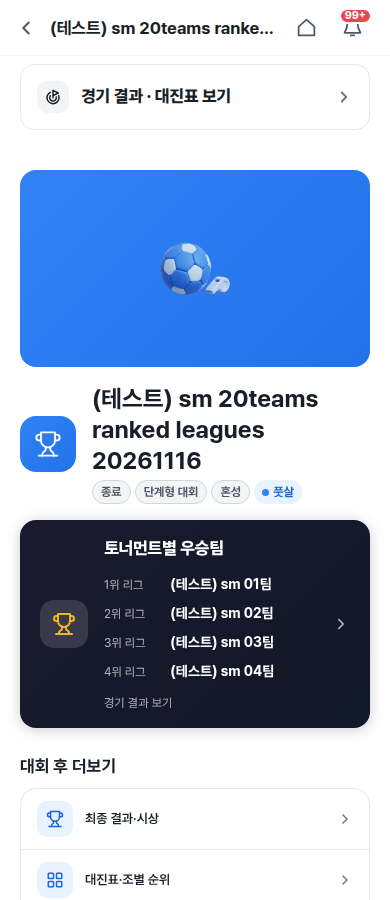 (테스트) sm 20teams ranke...
99+
경기 결과 · 대진표 보기
(테스트) sm 20teams
ranked leagues
20261116
종료 단계형 대회 혼성 풋살
토너먼트별 우승팀
1위 리그 (테스트) sm 01팀
2위 리그 (테스트) sm 02팀
3위 리그 (테스트) sm 03팀
4위 리그 (테스트) sm 04팀
경기 결과 보기
대회 후 더보기
최종 결과·시상
대진표·조별 순위